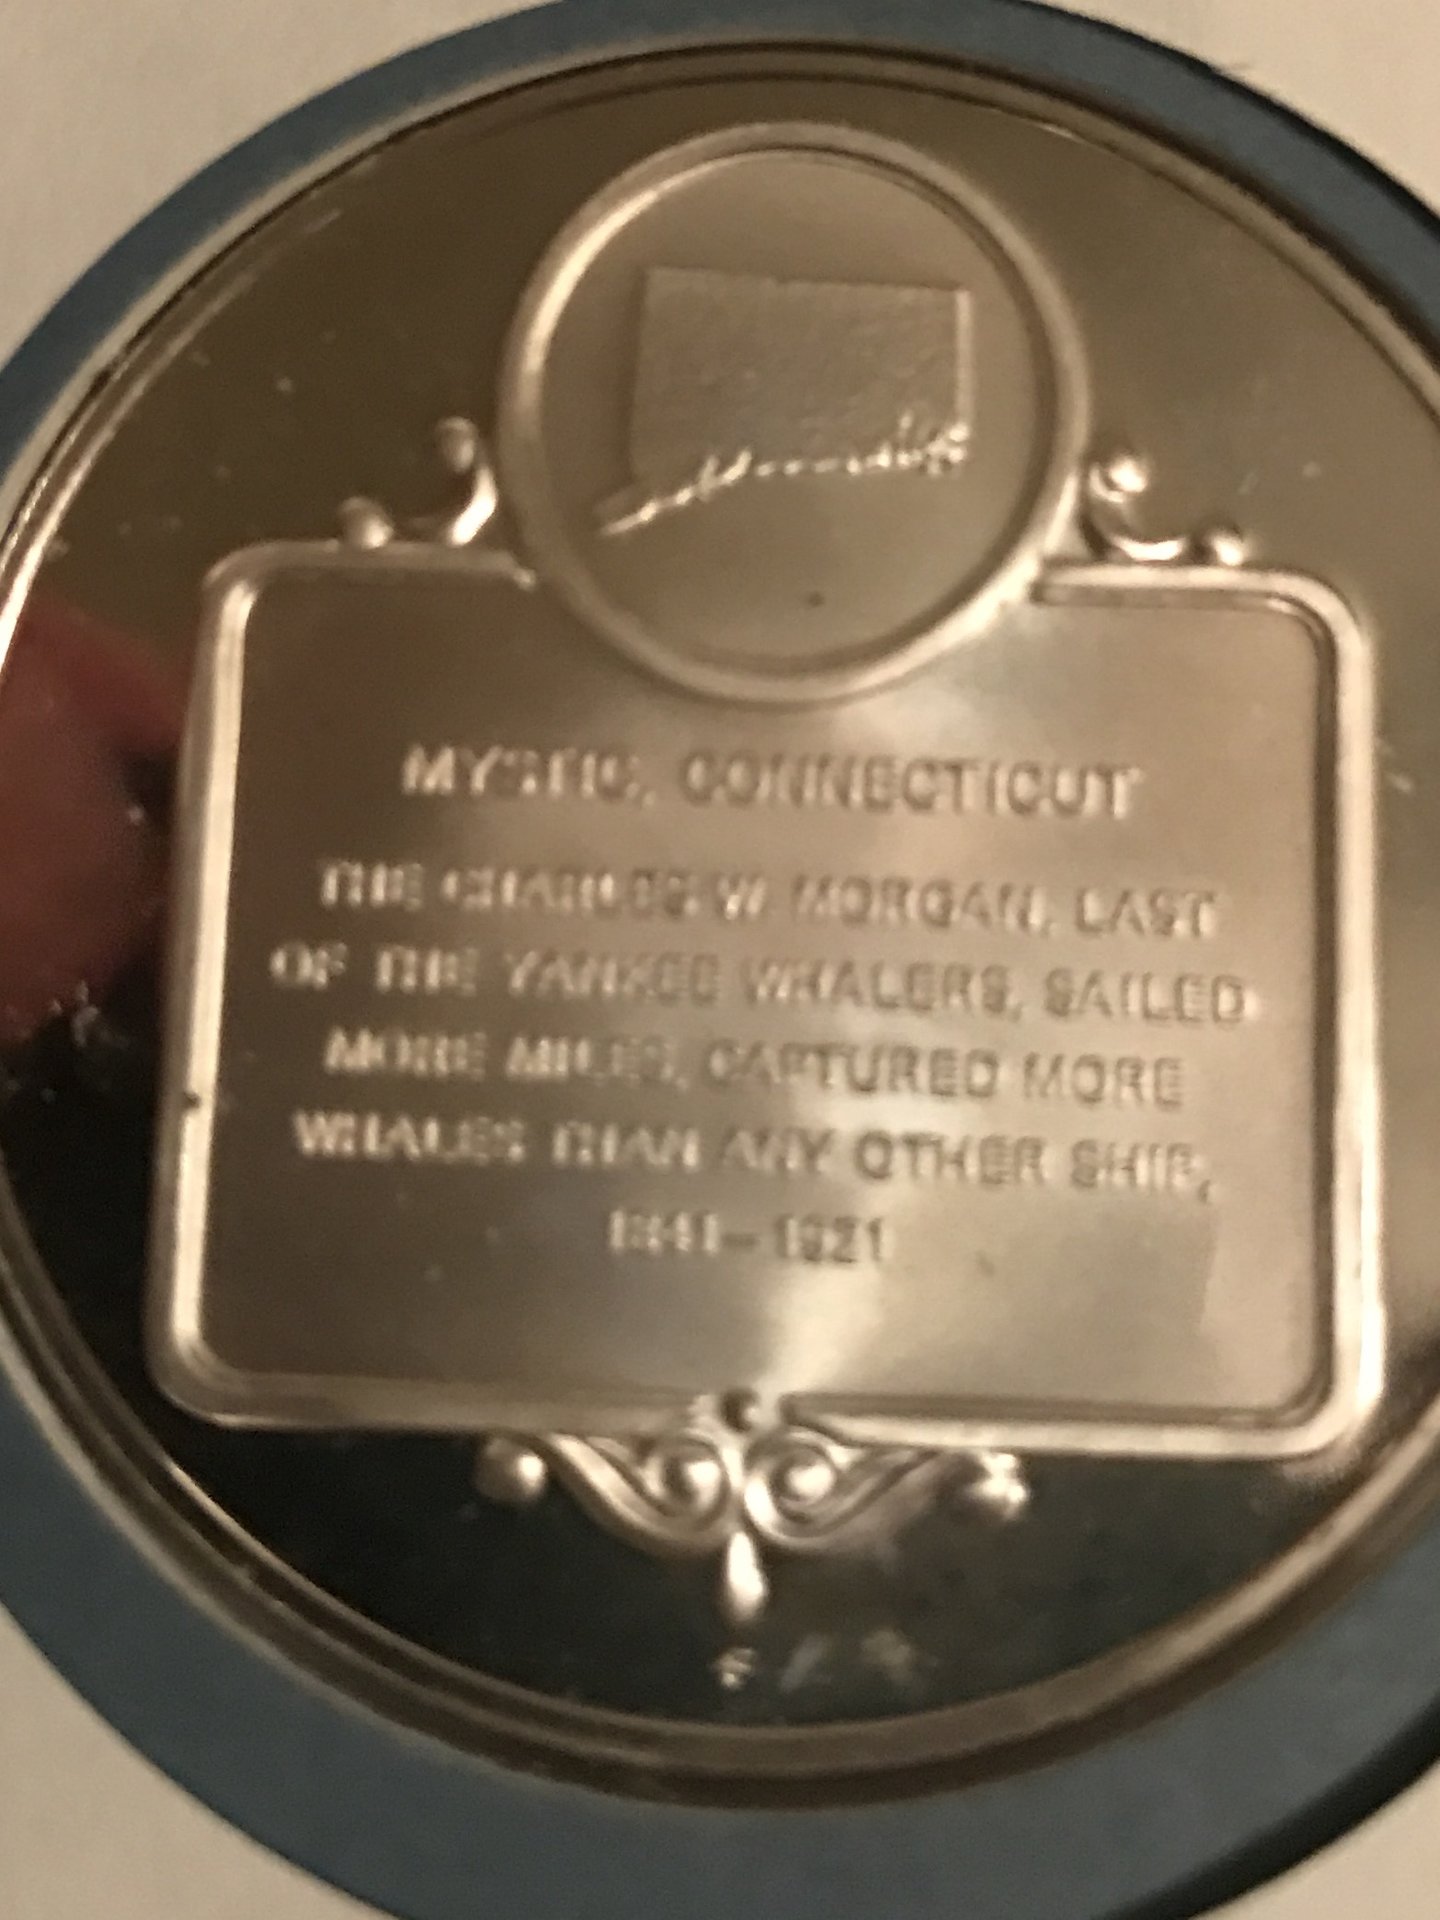 MYSTIC, CONNECTICUT
THE CHARLES W. MORGAN, LAST
OF THE YANKEE WHALERS, SAILED
MORE MILES, CAPTURED MORE
WHALES THAN ANY OTHER SHIP,
1841-1921